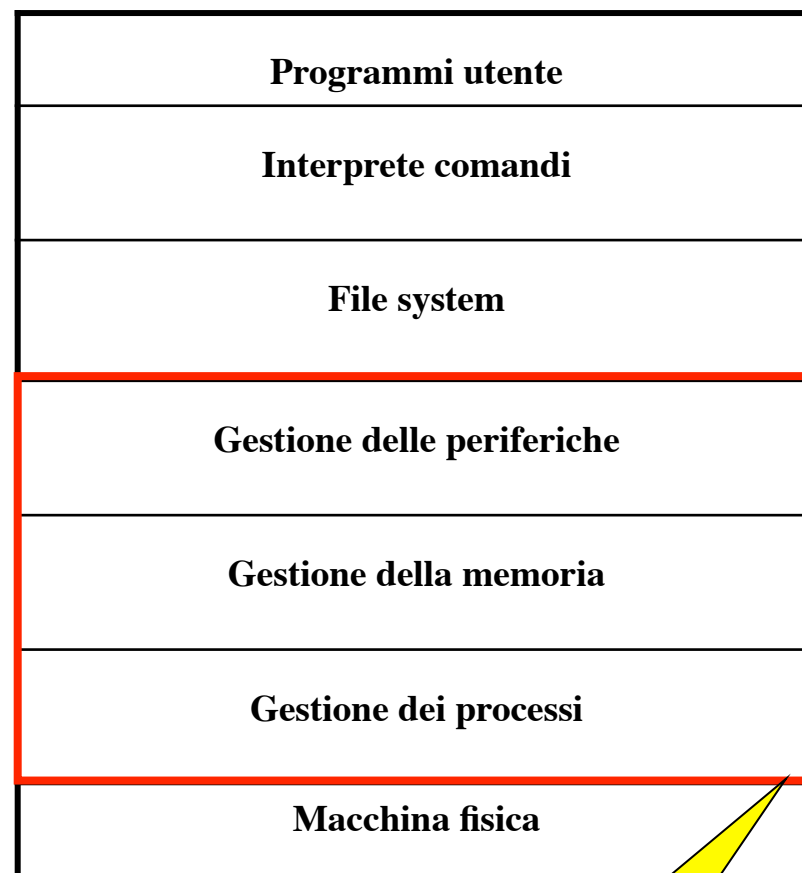 Programmi utente
Interprete comandi
File system
Gestione delle periferiche
Gestione della memoria
Gestione dei processi
Macchina fisica